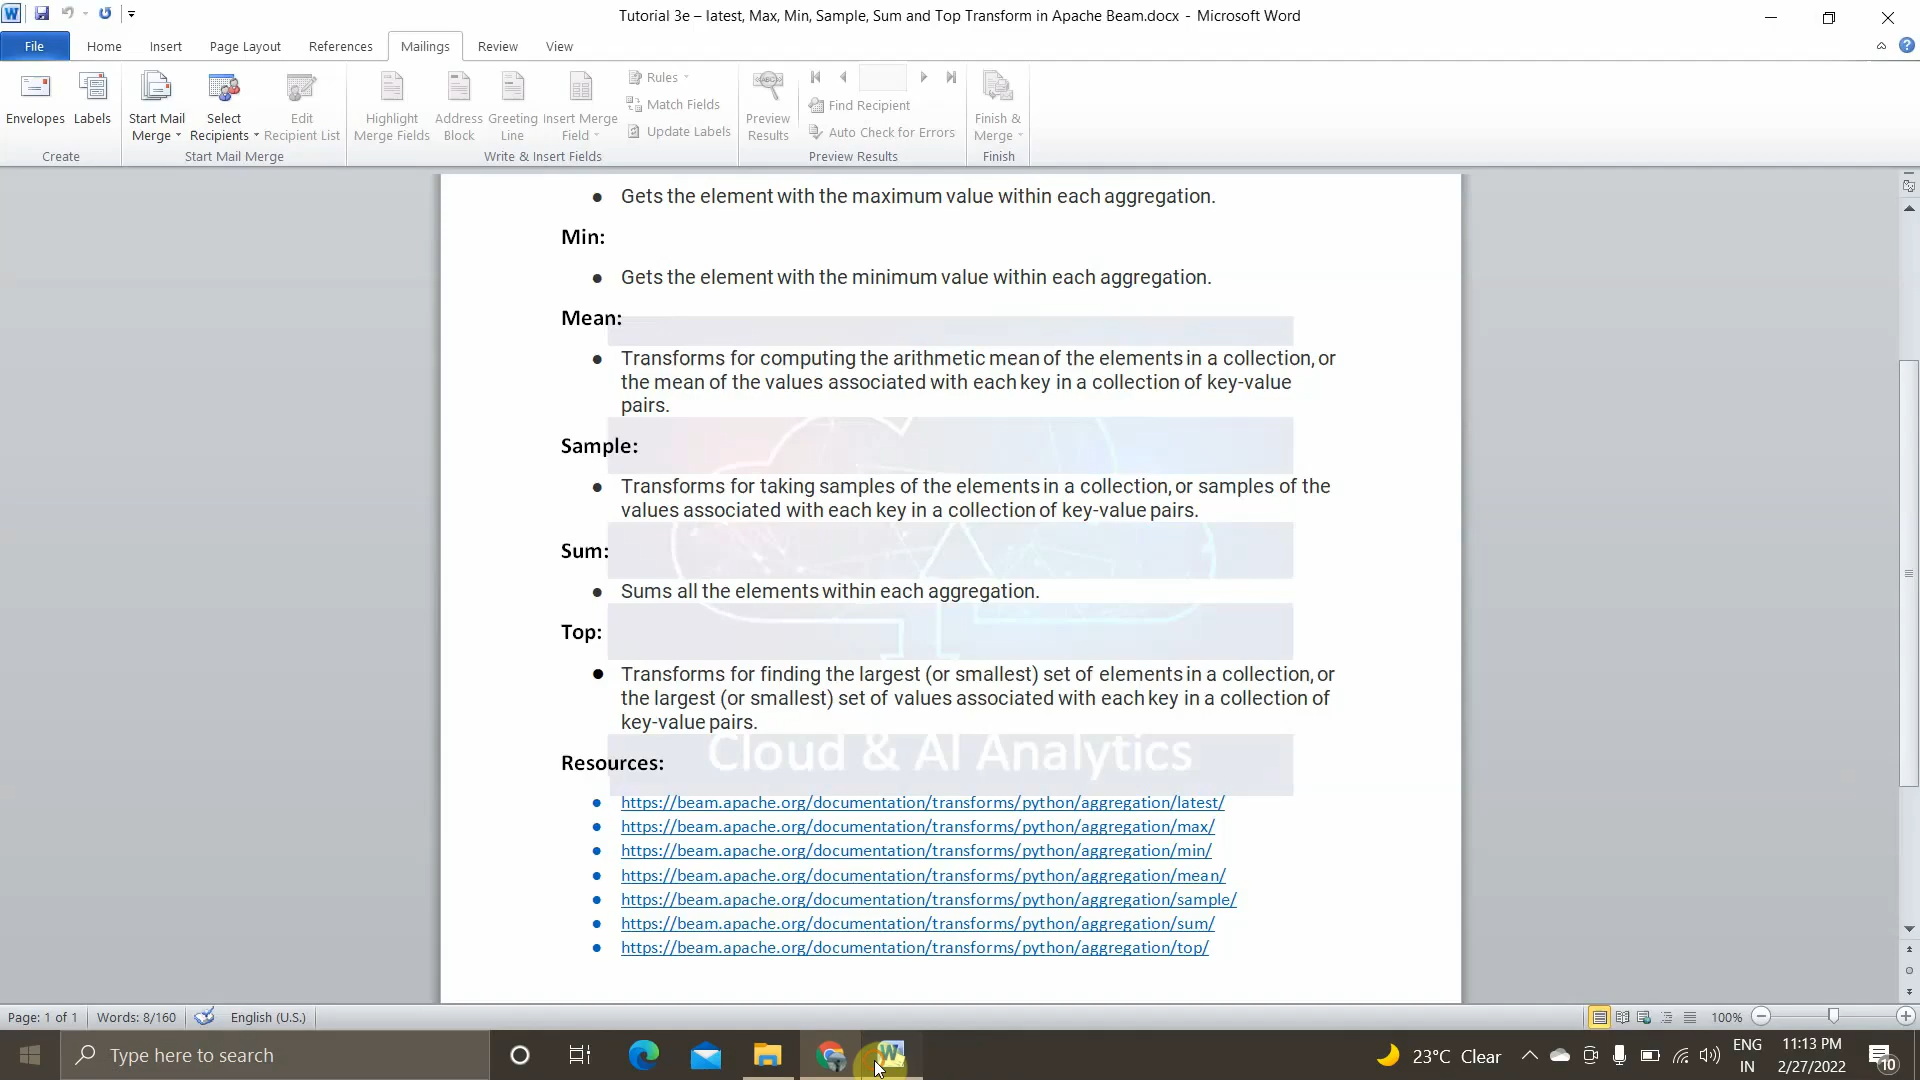 Tutorial 3e – latest, Max, Min, Sample, Sum and Top Transform in Apache Beam.docx - Microsoft Word
File Home Insert Page Layout References Mailings Review View
Envelopes
Labels
Start Mail
Merge
Select
Recipients
Edit
Recipient List
Highlight
Merge Fields
Address
Block
Greeting
Line
Insert Merge
Field
Rules
Match Fields
Update Labels
Preview
Results
Find Recipient
Auto Check for Errors
Finish &
Merge
Create
Start Mail Merge
Write & Insert Fields
Preview Results
Finish
• Gets the element with the maximum value within each aggregation.
Min:
• Gets the element with the minimum value within each aggregation.
Mean:
• Transforms for computing the arithmetic mean of the elements in a collection, or
the mean of the values associated with each key in a collection of key-value
pairs.
Sample:
• Transforms for taking samples of the elements in a collection, or samples of the
values associated with each key in a collection of key-value pairs.
Sum:
• Sums all the elements within each aggregation.
Top:
• Transforms for finding the largest (or smallest) set of elements in a collection, or
the largest (or smallest) set of values associated with each key in a collection of
key-value pairs.
Cloud & AI Analytics
Resources:
• https://beam.apache.org/documentation/transforms/python/aggregation/latest/
• https://beam.apache.org/documentation/transforms/python/aggregation/max/
• https://beam.apache.org/documentation/transforms/python/aggregation/min/
• https://beam.apache.org/documentation/transforms/python/aggregation/mean/
• https://beam.apache.org/documentation/transforms/python/aggregation/sample/
• https://beam.apache.org/documentation/transforms/python/aggregation/sum/
• https://beam.apache.org/documentation/transforms/python/aggregation/top/
Page: 1 of 1 Words: 8/160 English (U.S.) 100%
Type here to search
23°C Clear
ENG
IN
11:13 PM
2/27/2022
10